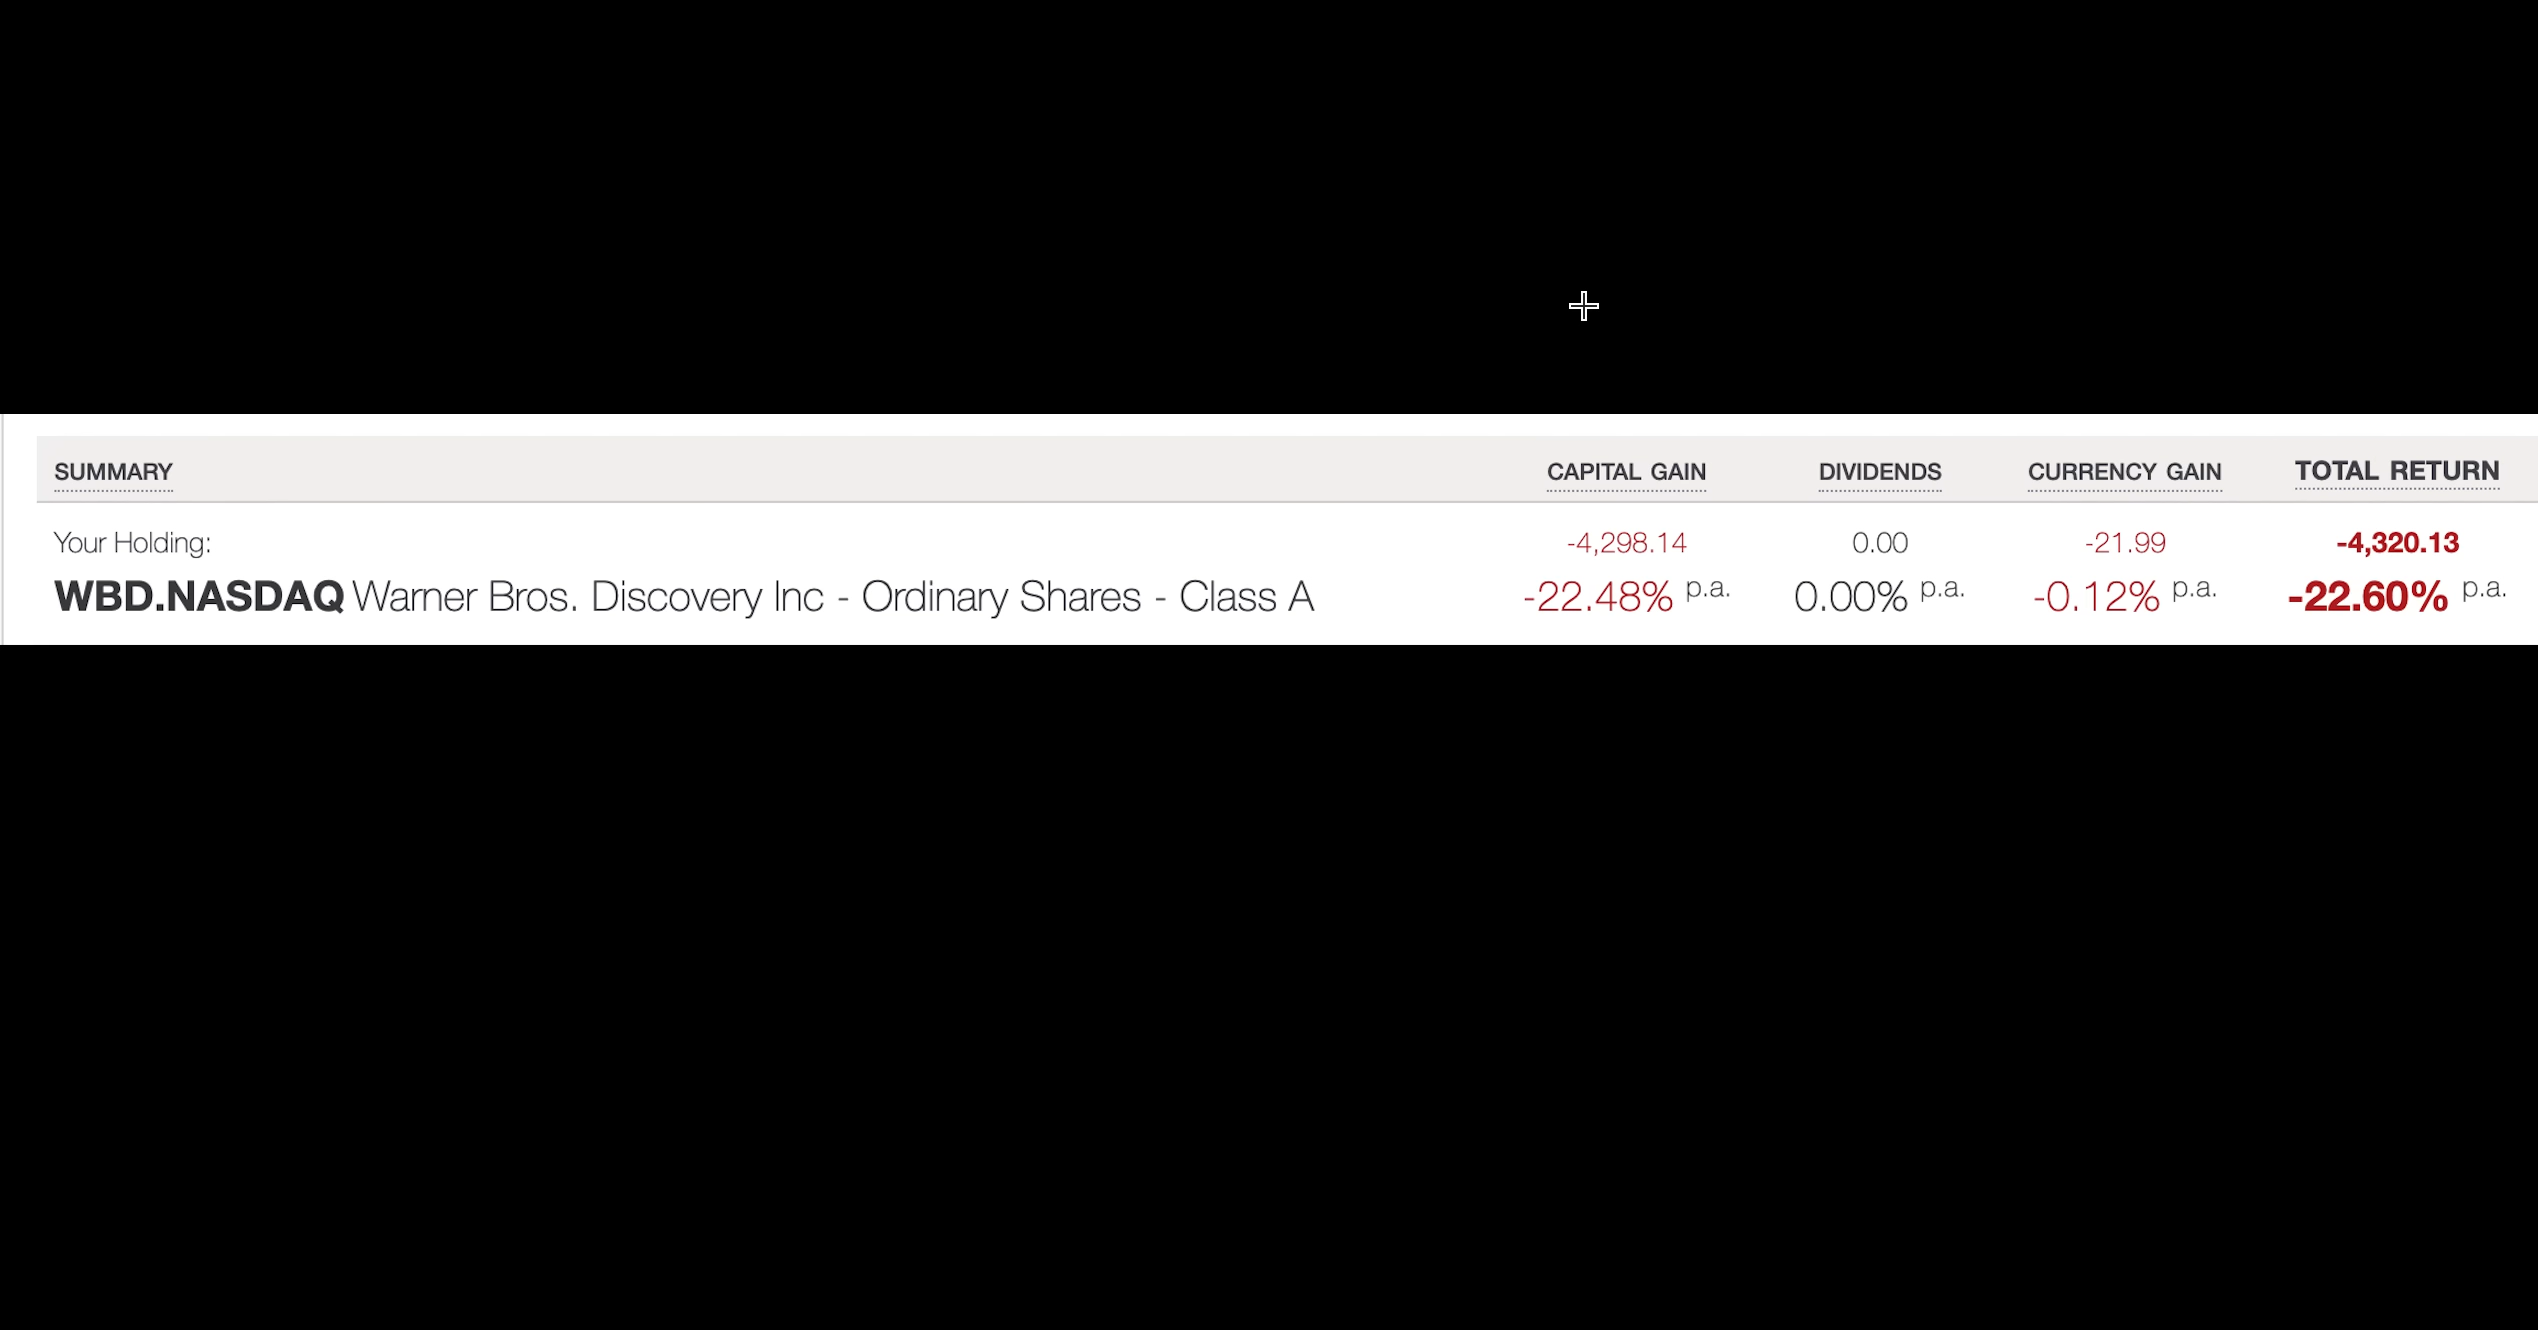 SUMMARY CAPITAL GAIN DIVIDENDS CURRENCY GAIN TOTAL RETURN
Your Holding: -4,298.14 0.00 -21.99 -4,320.13
WBD.NASDAQ Warner Bros. Discovery Inc - Ordinary Shares - Class A -22.48% p.a. 0.00% p.a. -0.12% p.a. -22.60% p.a.